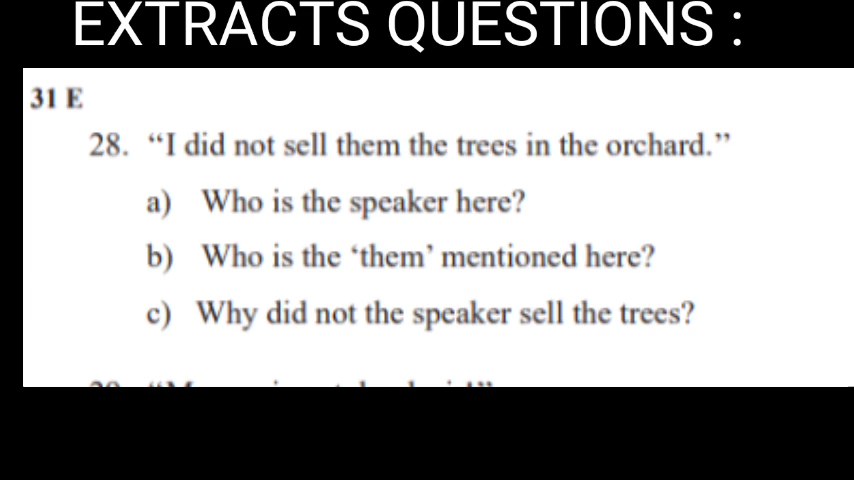 EXTRACTS QUESTIONS :
31 E
28. “I did not sell them the trees in the orchard.”
a) Who is the speaker here?
b) Who is the ‘them’ mentioned here?
c) Why did not the speaker sell the trees?